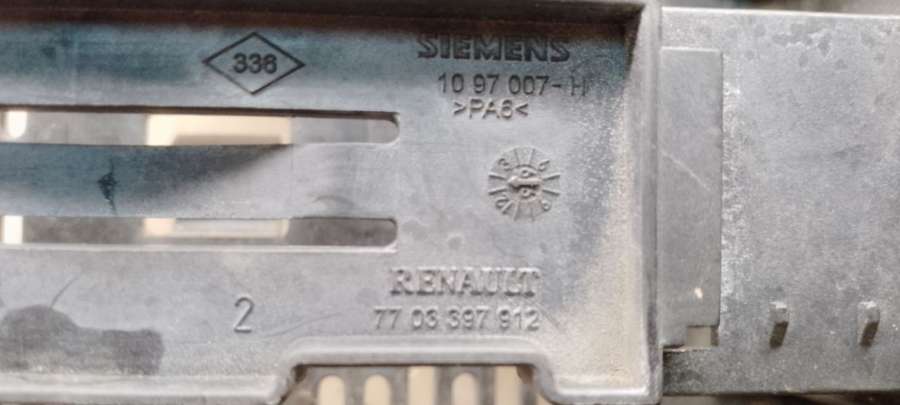 336
SIEMENS
10 97 007-H
>PA6<
RENAULT
2
77 03 397 912